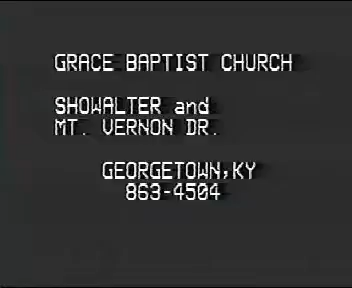 GRACE BAPTIST CHURCH
SHOWALTER and
MT. VERNON DR.
GEORGETOWN,KY
863-4504